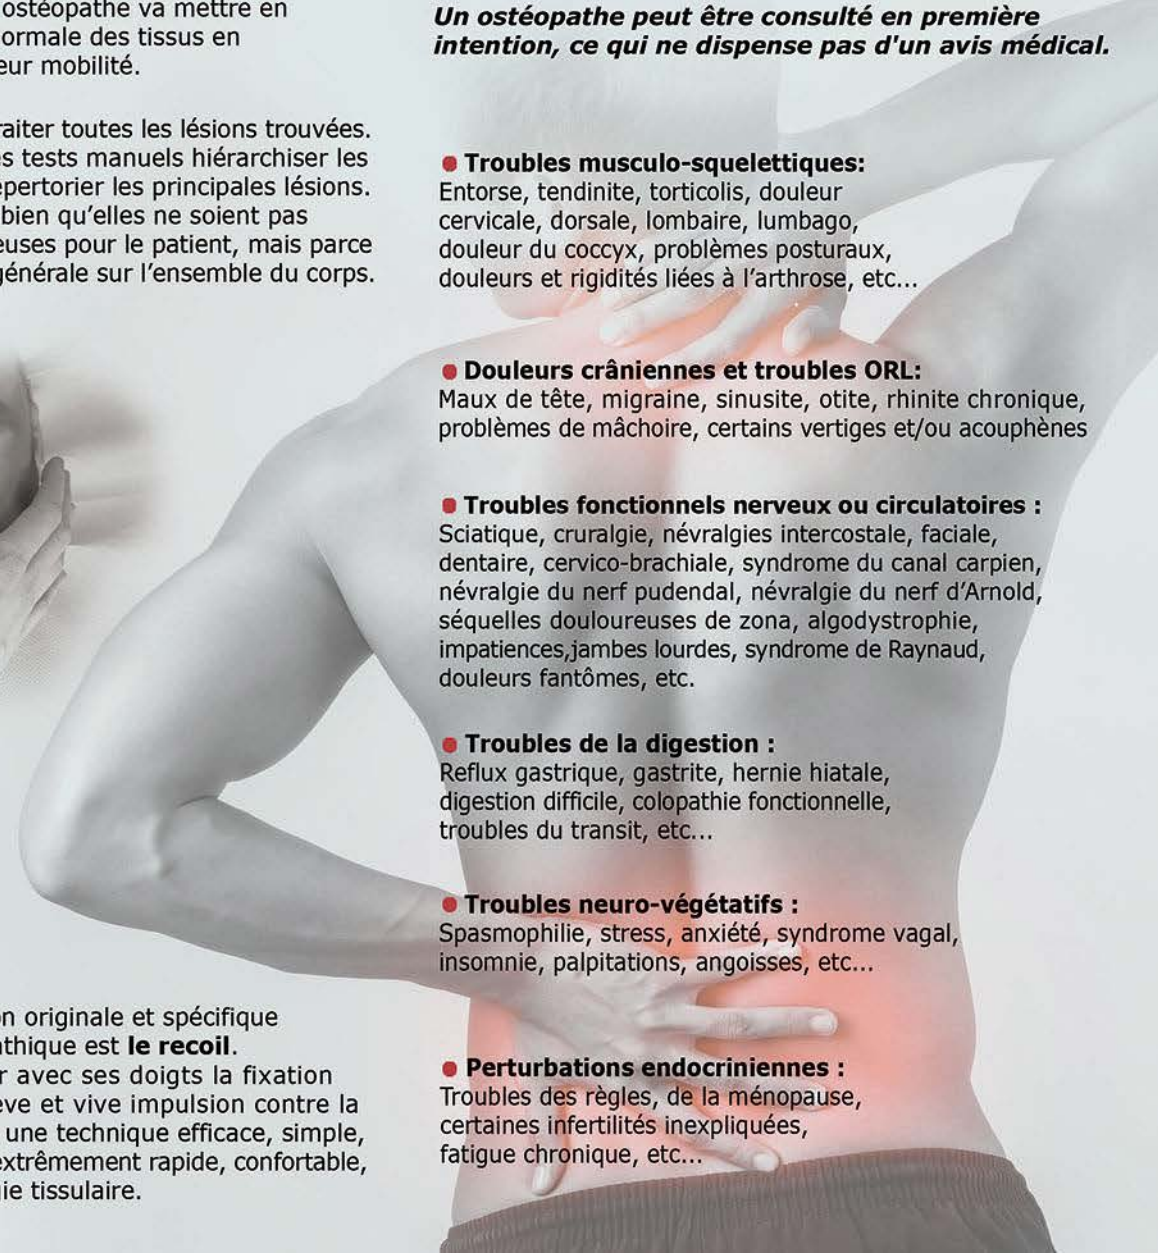 ostéopathe va mettre en
ormale des tissus en
eur mobilité.
raiter toutes les lésions trouvées.
s tests manuels hiérarchiser les
épertorier les principales lésions.
bien qu'elles ne soient pas
euses pour le patient, mais parce
générale sur l'ensemble du corps.
n originale et spécifique
athique est le recoil.
r avec ses doigts la fixation
ève et vive impulsion contre la
une technique efficace, simple,
extrêmement rapide, confortable,
ie tissulaire.
Un ostéopathe peut être consulté en première
intention, ce qui ne dispense pas d'un avis médical.
• Troubles musculo-squelettiques:
Entorse, tendinite, torticolis, douleur
cervicale, dorsale, lombaire, lumbago,
douleur du coccyx, problèmes posturaux,
douleurs et rigidités liées à l'arthrose, etc...
• Douleurs crâniennes et troubles ORL:
Maux de tête, migraine, sinusite, otite, rhinite chronique,
problèmes de mâchoire, certains vertiges et/ou acouphènes
• Troubles fonctionnels nerveux ou circulatoires :
Sciatique, cruralgie, névralgies intercostale, faciale,
dentaire, cervico-brachiale, syndrome du canal carpien,
névralgie du nerf pudendal, névralgie du nerf d'Arnold,
séquelles douloureuses de zona, algodystrophie,
impatiences,jambes lourdes, syndrome de Raynaud,
douleurs fantômes, etc.
• Troubles de la digestion :
Reflux gastrique, gastrite, hernie hiatale,
digestion difficile, colopathie fonctionnelle,
troubles du transit, etc...
• Troubles neuro-végétatifs :
Spasmophilie, stress, anxiété, syndrome vagal,
insomnie, palpitations, angoisses, etc...
• Perturbations endocriniennes :
Troubles des règles, de la ménopause,
certaines infertilités inexpliquées,
fatigue chronique, etc...